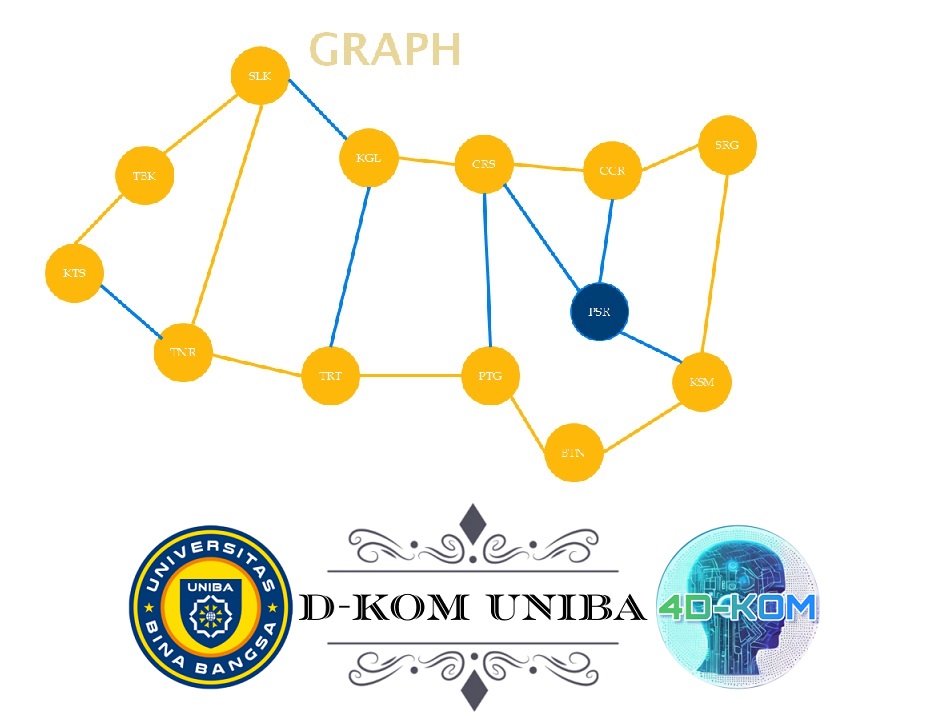 GRAPH
SLK
SRG
KGL
CRS
CCR
TBK
KTS
PSR
TNR
TRT
PTG
KSM
BTN
UNIVERSITAS
UNIBA
BINA BANGSA
D-KOM UNIBA
4D-KOM